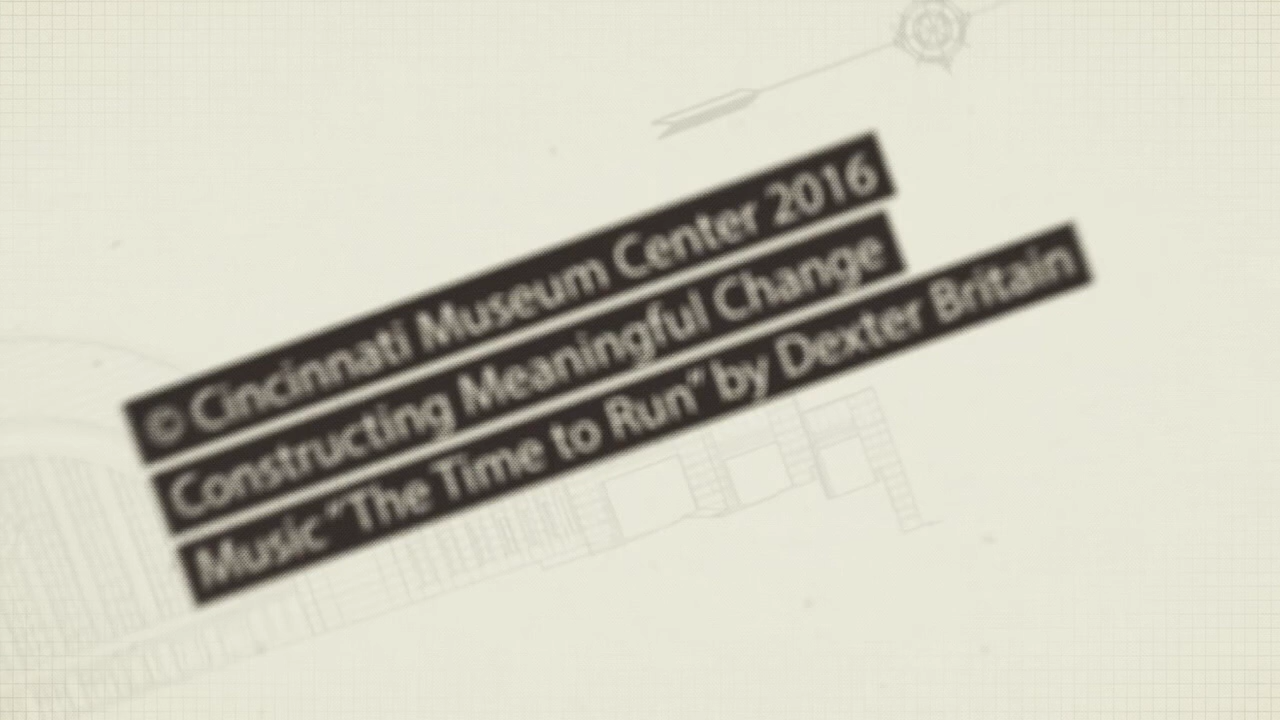 © Cincinnati Museum Center 2016
Constructing Meaningful Change
Music “The Time to Run” by Dexter Britain